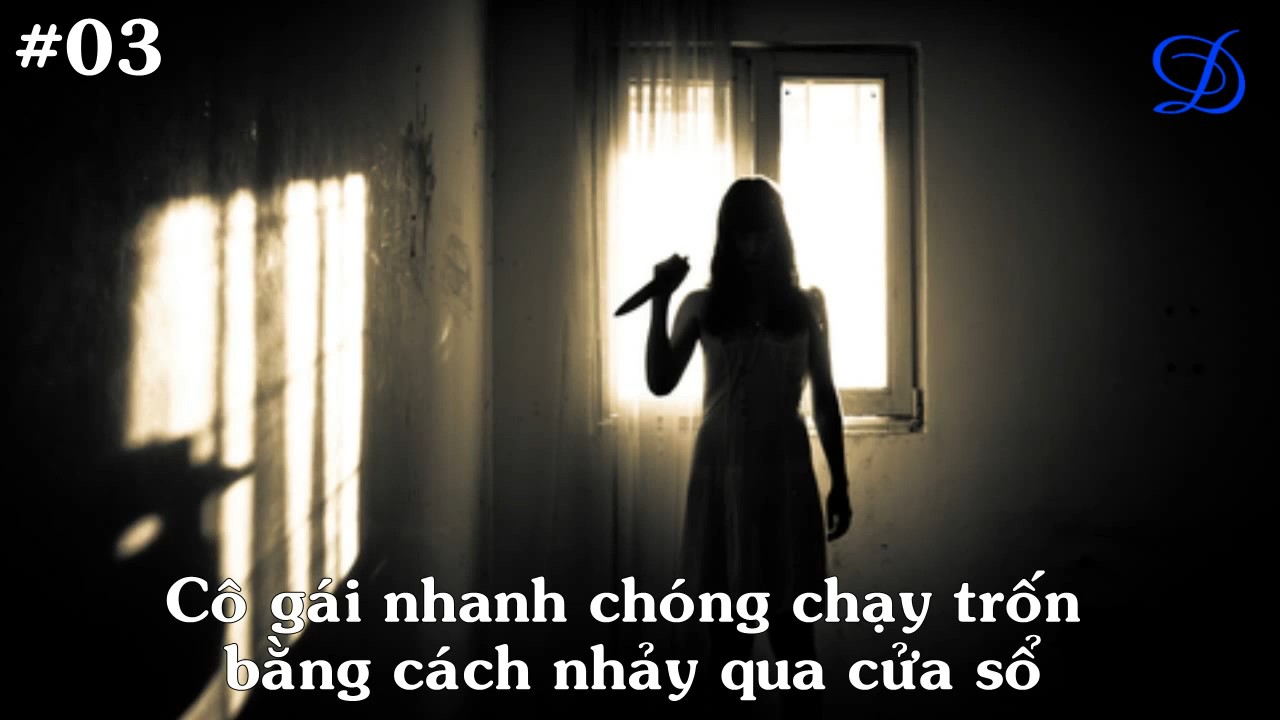 #03
D
Cô gái nhanh chóng chạy trốn
bằng cách nhảy qua cửa sổ